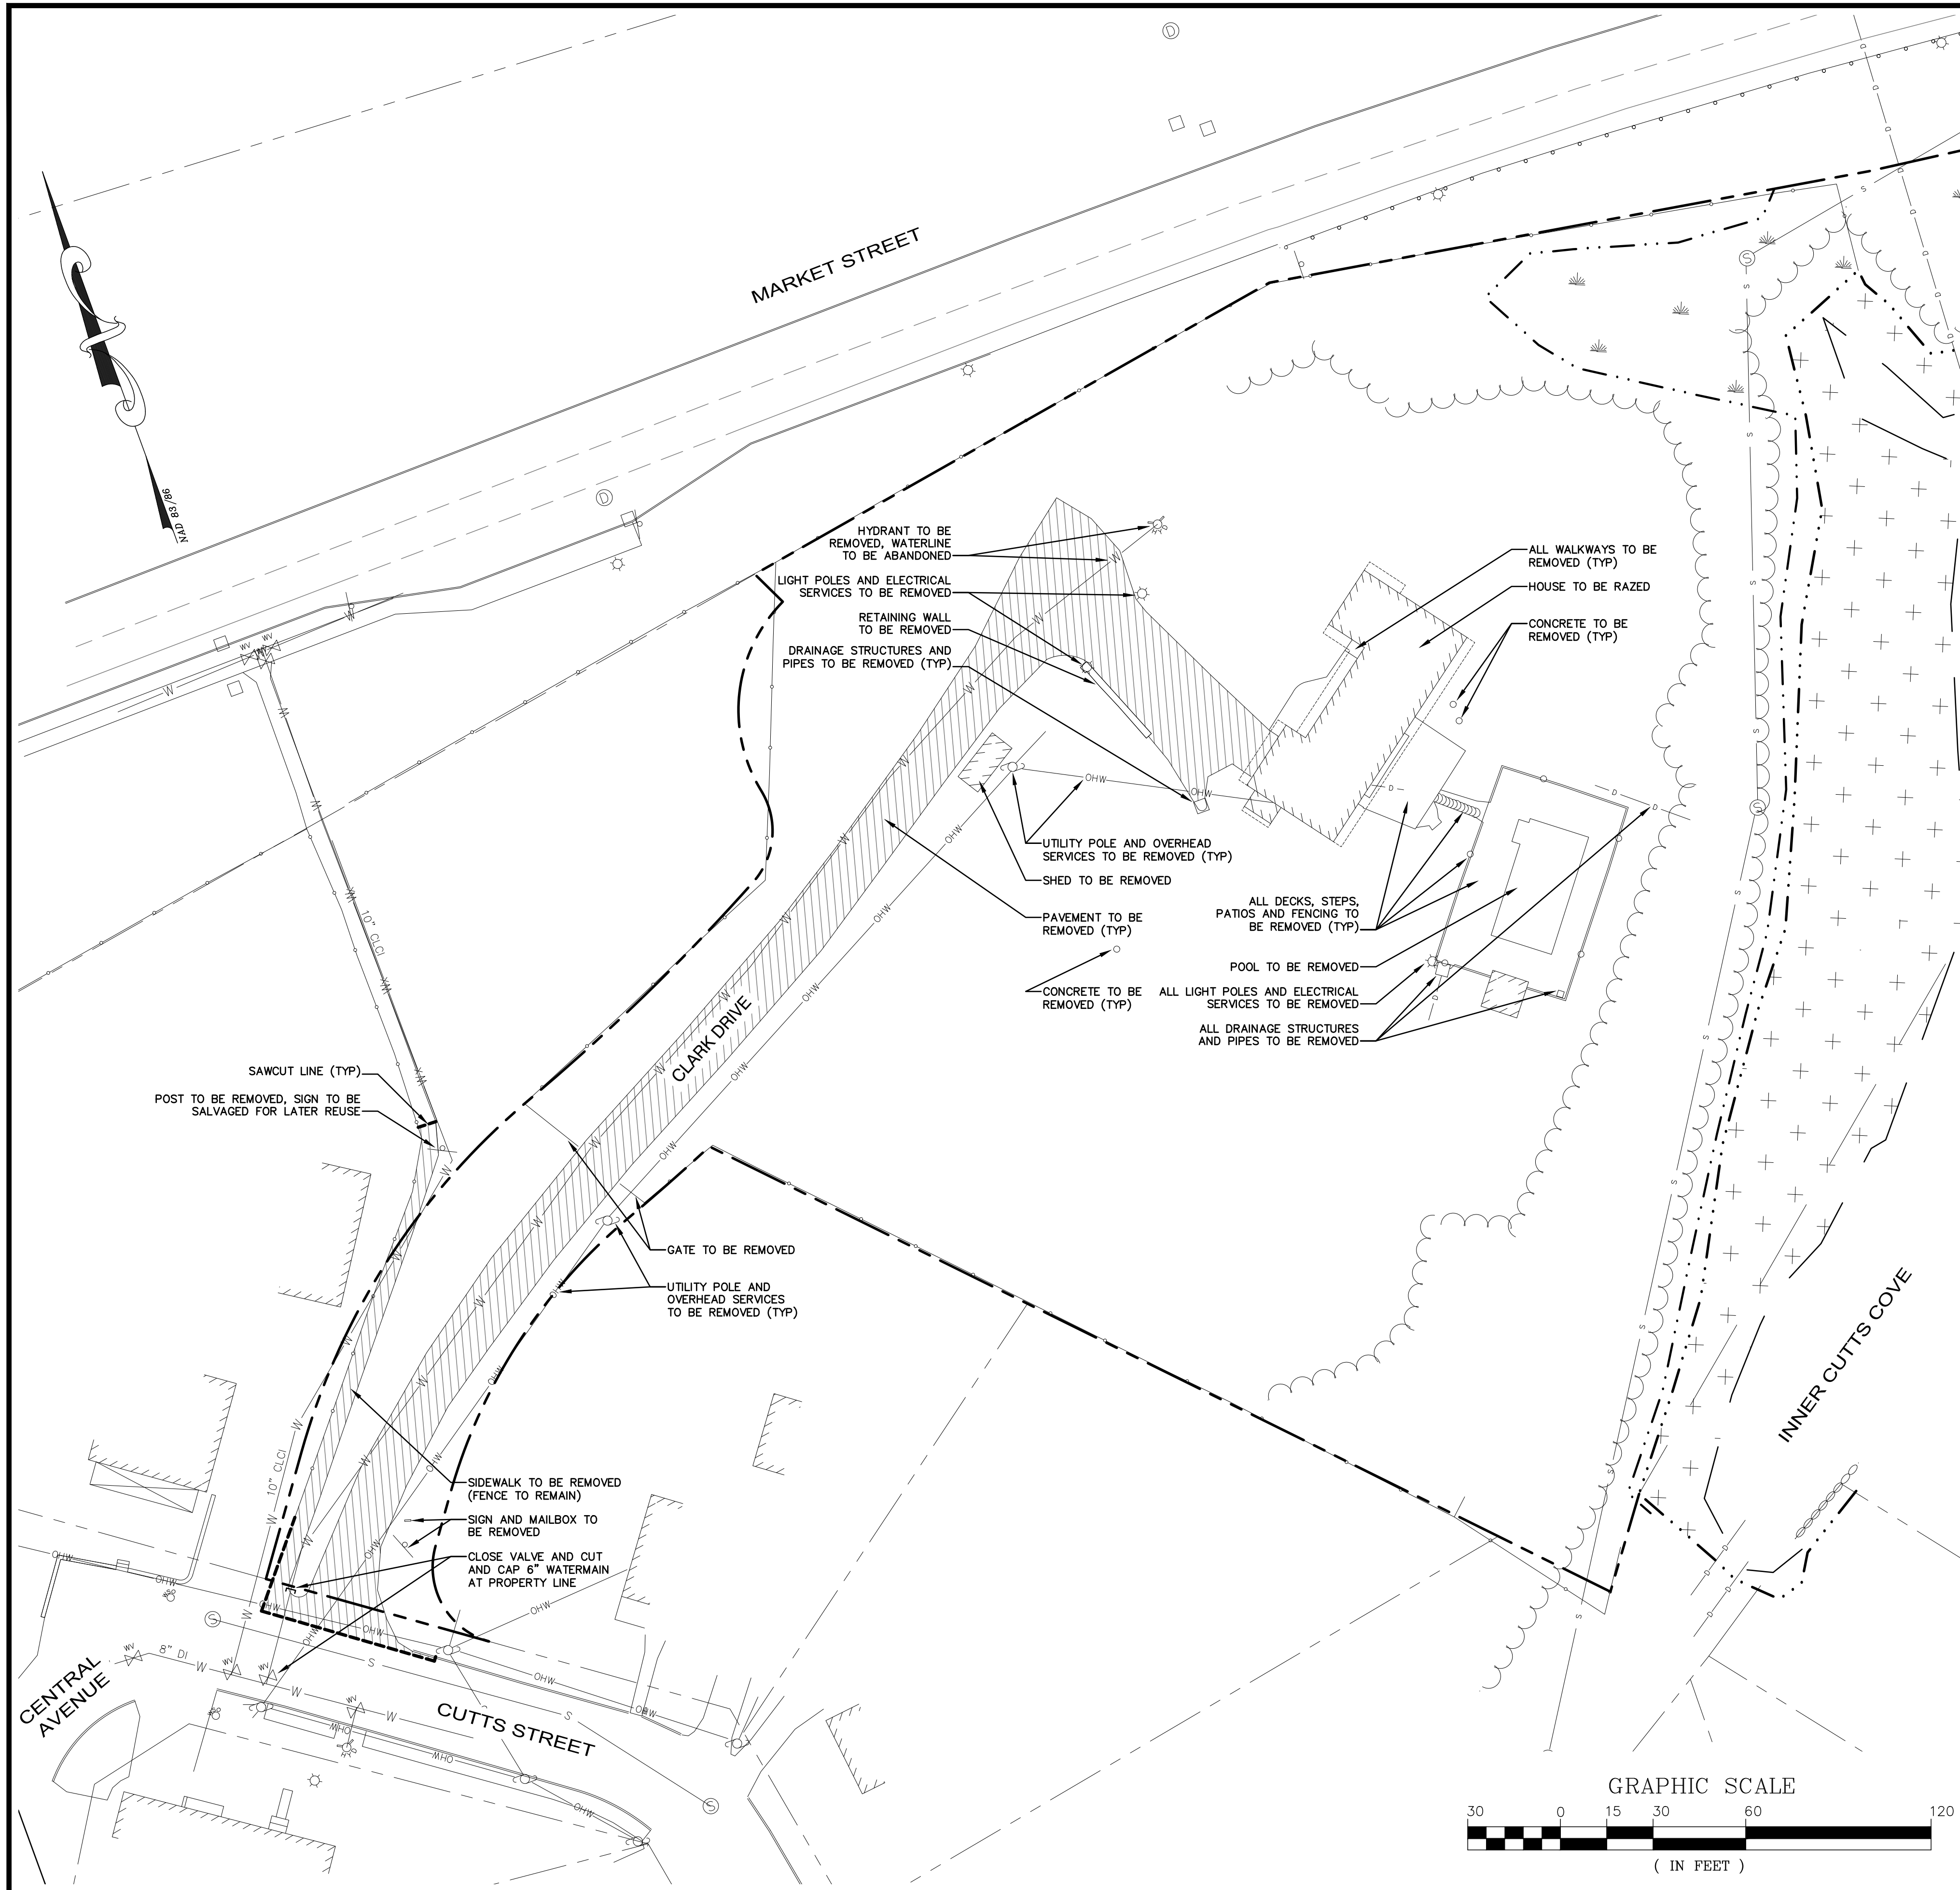 MARKET STREET
NAD 83/86
HYDRANT TO BE
REMOVED, WATERLINE
TO BE ABANDONED
LIGHT POLES AND ELECTRICAL
SERVICES TO BE REMOVED
RETAINING WALL
TO BE REMOVED
DRAINAGE STRUCTURES AND
PIPES TO BE REMOVED (TYP)
ALL WALKWAYS TO BE
REMOVED (TYP)
HOUSE TO BE RAZED
CONCRETE TO BE
REMOVED (TYP)
UTILITY POLE AND OVERHEAD
SERVICES TO BE REMOVED (TYP)
SHED TO BE REMOVED
PAVEMENT TO BE
REMOVED (TYP)
CONCRETE TO BE
REMOVED (TYP)
ALL DECKS, STEPS,
PATIOS AND FENCING TO
BE REMOVED (TYP)
POOL TO BE REMOVED
ALL LIGHT POLES AND ELECTRICAL
SERVICES TO BE REMOVED
ALL DRAINAGE STRUCTURES
AND PIPES TO BE REMOVED
10" CLCI
CLARK DRIVE
SAWCUT LINE (TYP)
POST TO BE REMOVED, SIGN TO BE
SALVAGED FOR LATER REUSE
GATE TO BE REMOVED
UTILITY POLE AND
OVERHEAD SERVICES
TO BE REMOVED (TYP)
INNER CUTTS COVE
10" CLCI
SIDEWALK TO BE REMOVED
(FENCE TO REMAIN)
SIGN AND MAILBOX TO
BE REMOVED
CLOSE VALVE AND CUT
AND CAP 6" WATERMAIN
AT PROPERTY LINE
8" DI
CENTRAL
AVENUE
CUTTS STREET
GRAPHIC SCALE
30 0 15 30 60 120
( IN FEET )